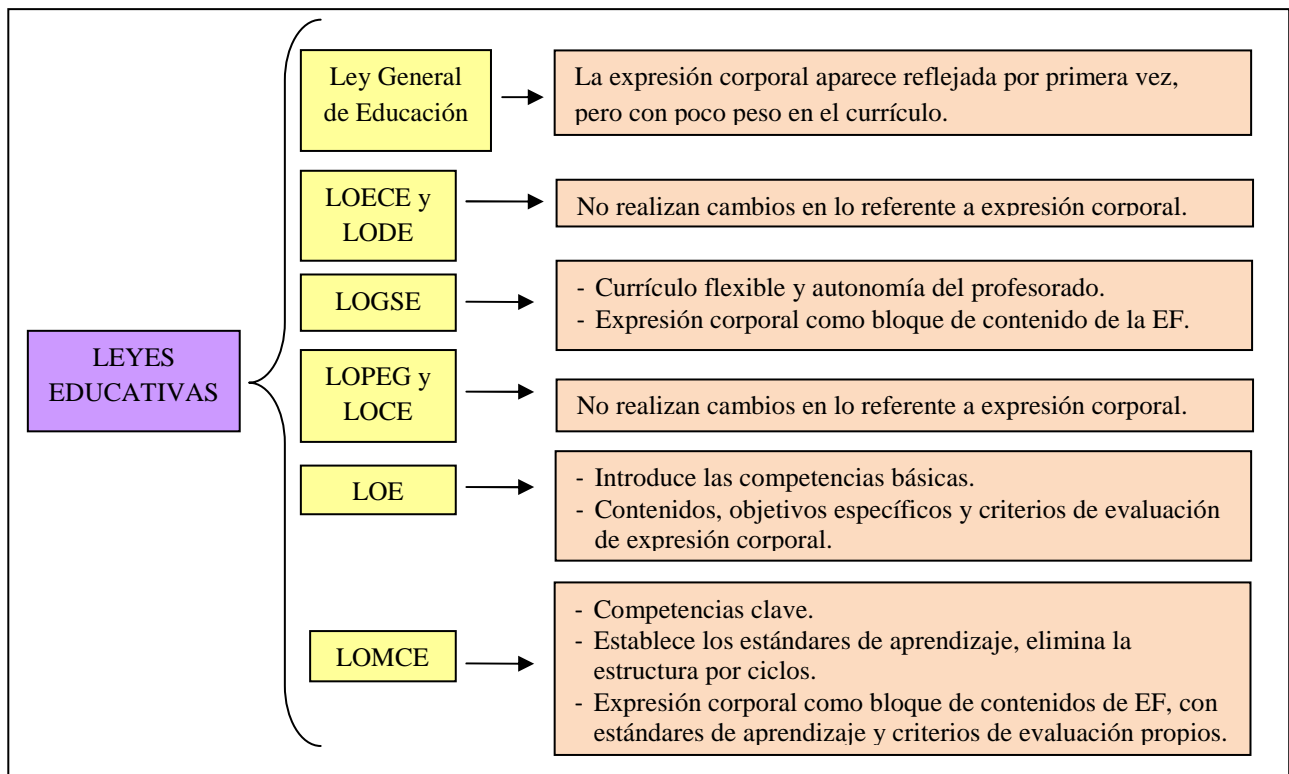 LEYES
EDUCATIVAS
Ley General
de Educación
La expresión corporal aparece reflejada por primera vez,
pero con poco peso en el currículo.
LOECE y
LODE
No realizan cambios en lo referente a expresión corporal.
LOGSE
- Currículo flexible y autonomía del profesorado.
- Expresión corporal como bloque de contenido de la EF.
LOPEG y
LOCE
No realizan cambios en lo referente a expresión corporal.
LOE
- Introduce las competencias básicas.
- Contenidos, objetivos específicos y criterios de evaluación
de expresión corporal.
LOMCE
- Competencias clave.
- Establece los estándares de aprendizaje, elimina la
estructura por ciclos.
- Expresión corporal como bloque de contenidos de EF, con
estándares de aprendizaje y criterios de evaluación propios.